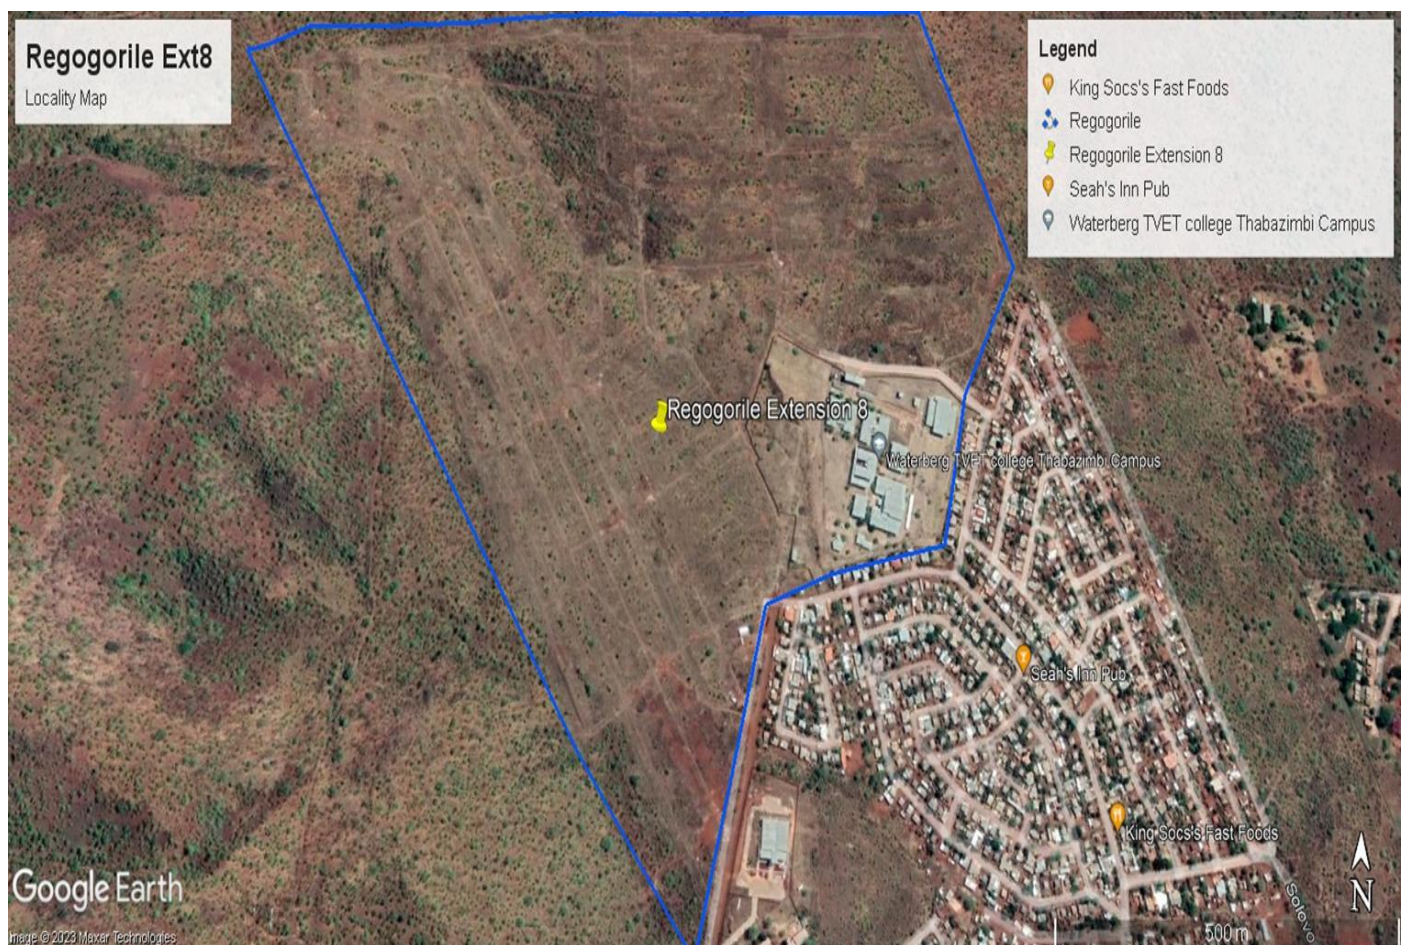 Regogorile Ext8
Locality Map
Legend
King Socs's Fast Foods
Regogorile
Regogorile Extension 8
Seah's Inn Pub
Waterberg TVET college Thabazimbi Campus
Regogorile Extension 8
Waterberg TVET college Thabazimbi Campus
Seah's Inn Pub
King Socs's Fast Foods
Google Earth
N
Image © 2023 Maxar Technologies
500 m